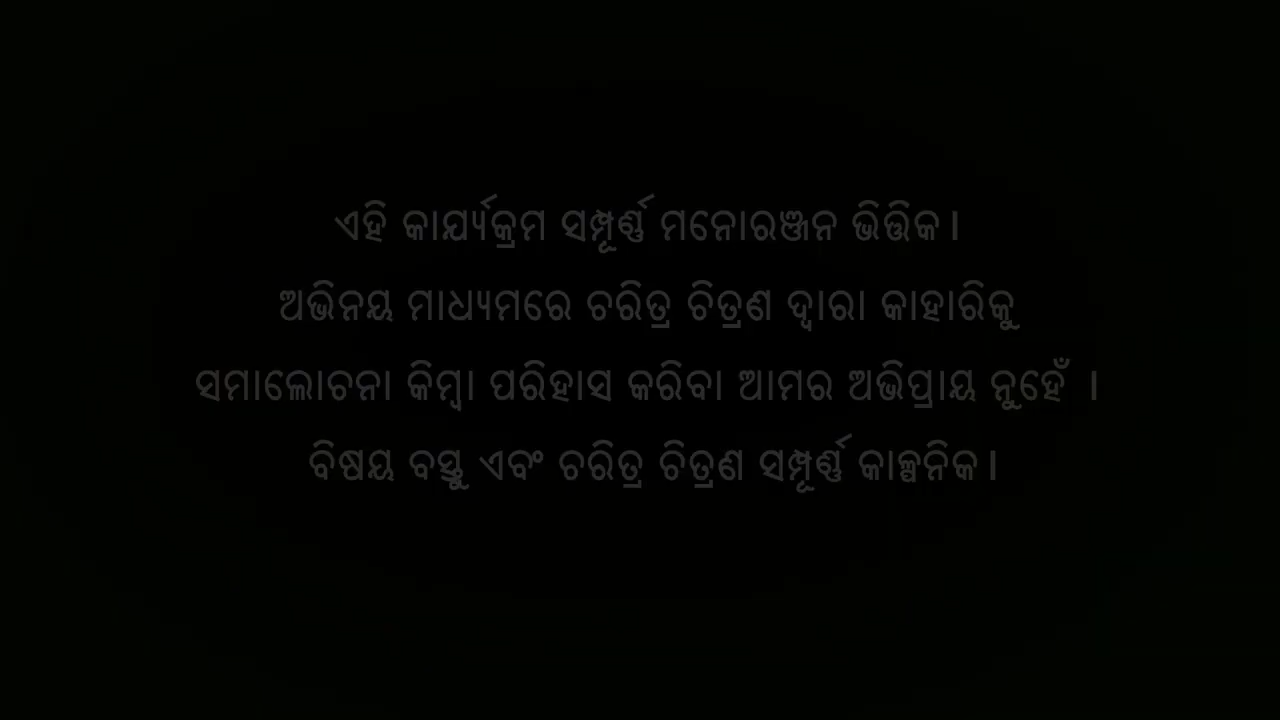 ଏହି କାର୍ଯ୍ୟକ୍ରମ ସମ୍ପୂର୍ଣ୍ଣ ମନୋରଞ୍ଜନ ଭିତ୍ତିକ।
ଅଭିନୟ ମାଧ୍ୟମରେ ଚରିତ୍ର ଚିତ୍ରଣ ଦ୍ୱାରା କାହାରିକୁ
ସମାଲୋଚନା କିମ୍ବା ପରିହାସ କରିବା ଆମର ଅଭିପ୍ରାୟ ନୁହେଁ ।
ବିଷୟ ବସ୍ତୁ ଏବଂ ଚରିତ୍ର ଚିତ୍ରଣ ସମ୍ପୂର୍ଣ୍ଣ କାଳ୍ପନିକ।